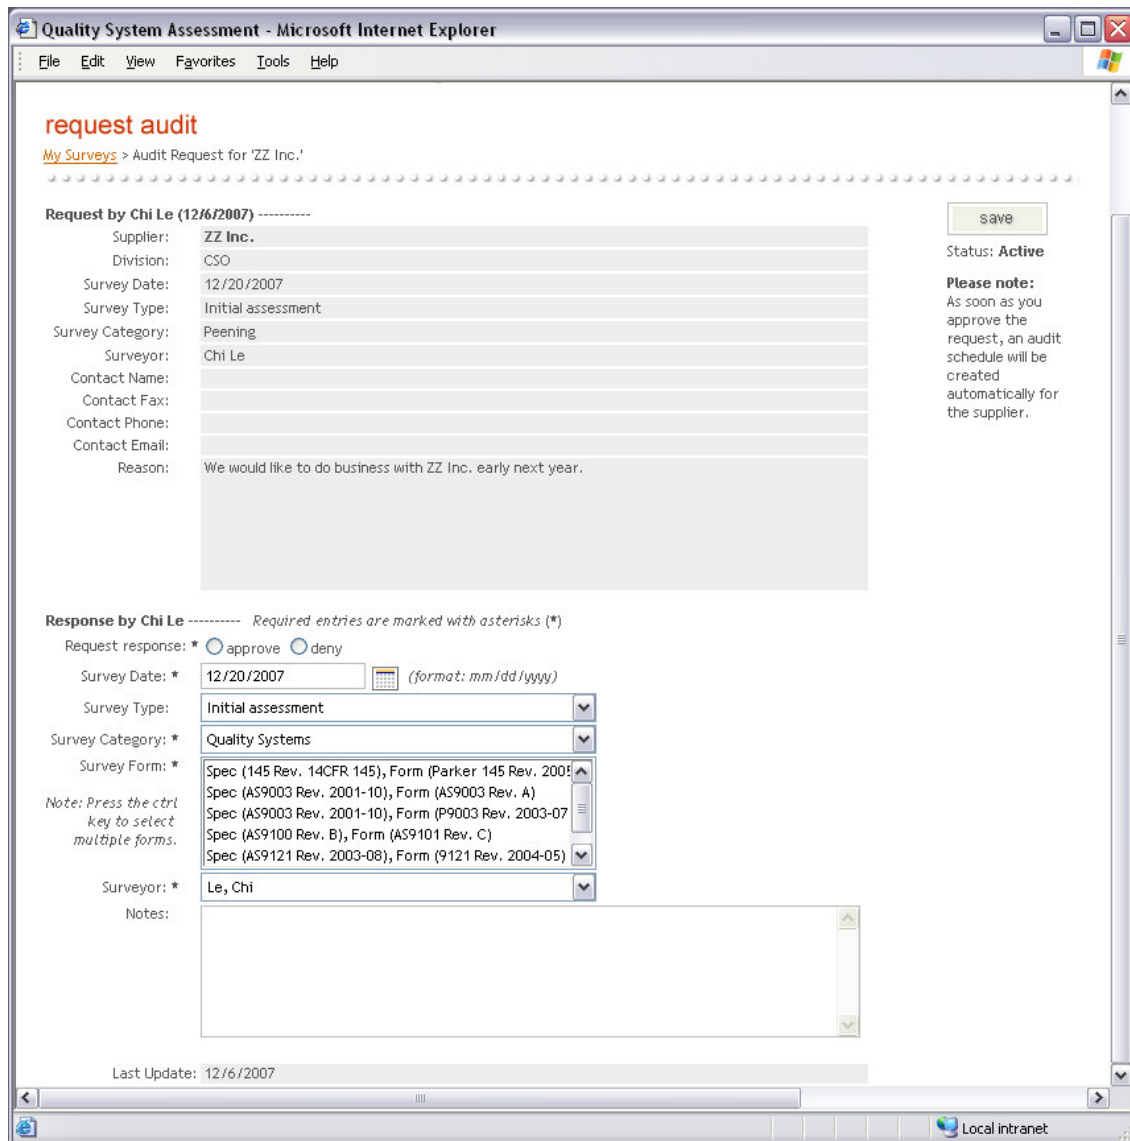 Quality System Assessment - Microsoft Internet Explorer
File Edit View Favorites Tools Help
request audit
My Surveys > Audit Request for 'ZZ Inc.'
Request by Chi Le (12/6/2007) ----------
Supplier: ZZ Inc.
Division: CSO
Survey Date: 12/20/2007
Survey Type: Initial assessment
Survey Category: Peening
Surveyor: Chi Le
Contact Name:
Contact Fax:
Contact Phone:
Contact Email:
Reason: We would like to do business with ZZ Inc. early next year.
save
Status: Active
Please note:
As soon as you
approve the
request, an audit
schedule will be
created
automatically for
the supplier.
Response by Chi Le ---------- Required entries are marked with asterisks (*)
Request response: * approve deny
Survey Date: * 12/20/2007 (format: mm/dd/yyyy)
Survey Type: Initial assessment
Survey Category: * Quality Systems
Survey Form: *
Note: Press the ctrl
key to select
multiple forms.
Spec (145 Rev. 14CFR 145), Form (Parker 145 Rev. 2005
Spec (AS9003 Rev. 2001-10), Form (AS9003 Rev. A)
Spec (AS9003 Rev. 2001-10), Form (P9003 Rev. 2003-07
Spec (AS9100 Rev. B), Form (AS9101 Rev. C)
Spec (AS9121 Rev. 2003-08), Form (9121 Rev. 2004-05)
Surveyor: * Le, Chi
Notes:
Last Update: 12/6/2007
Local intranet